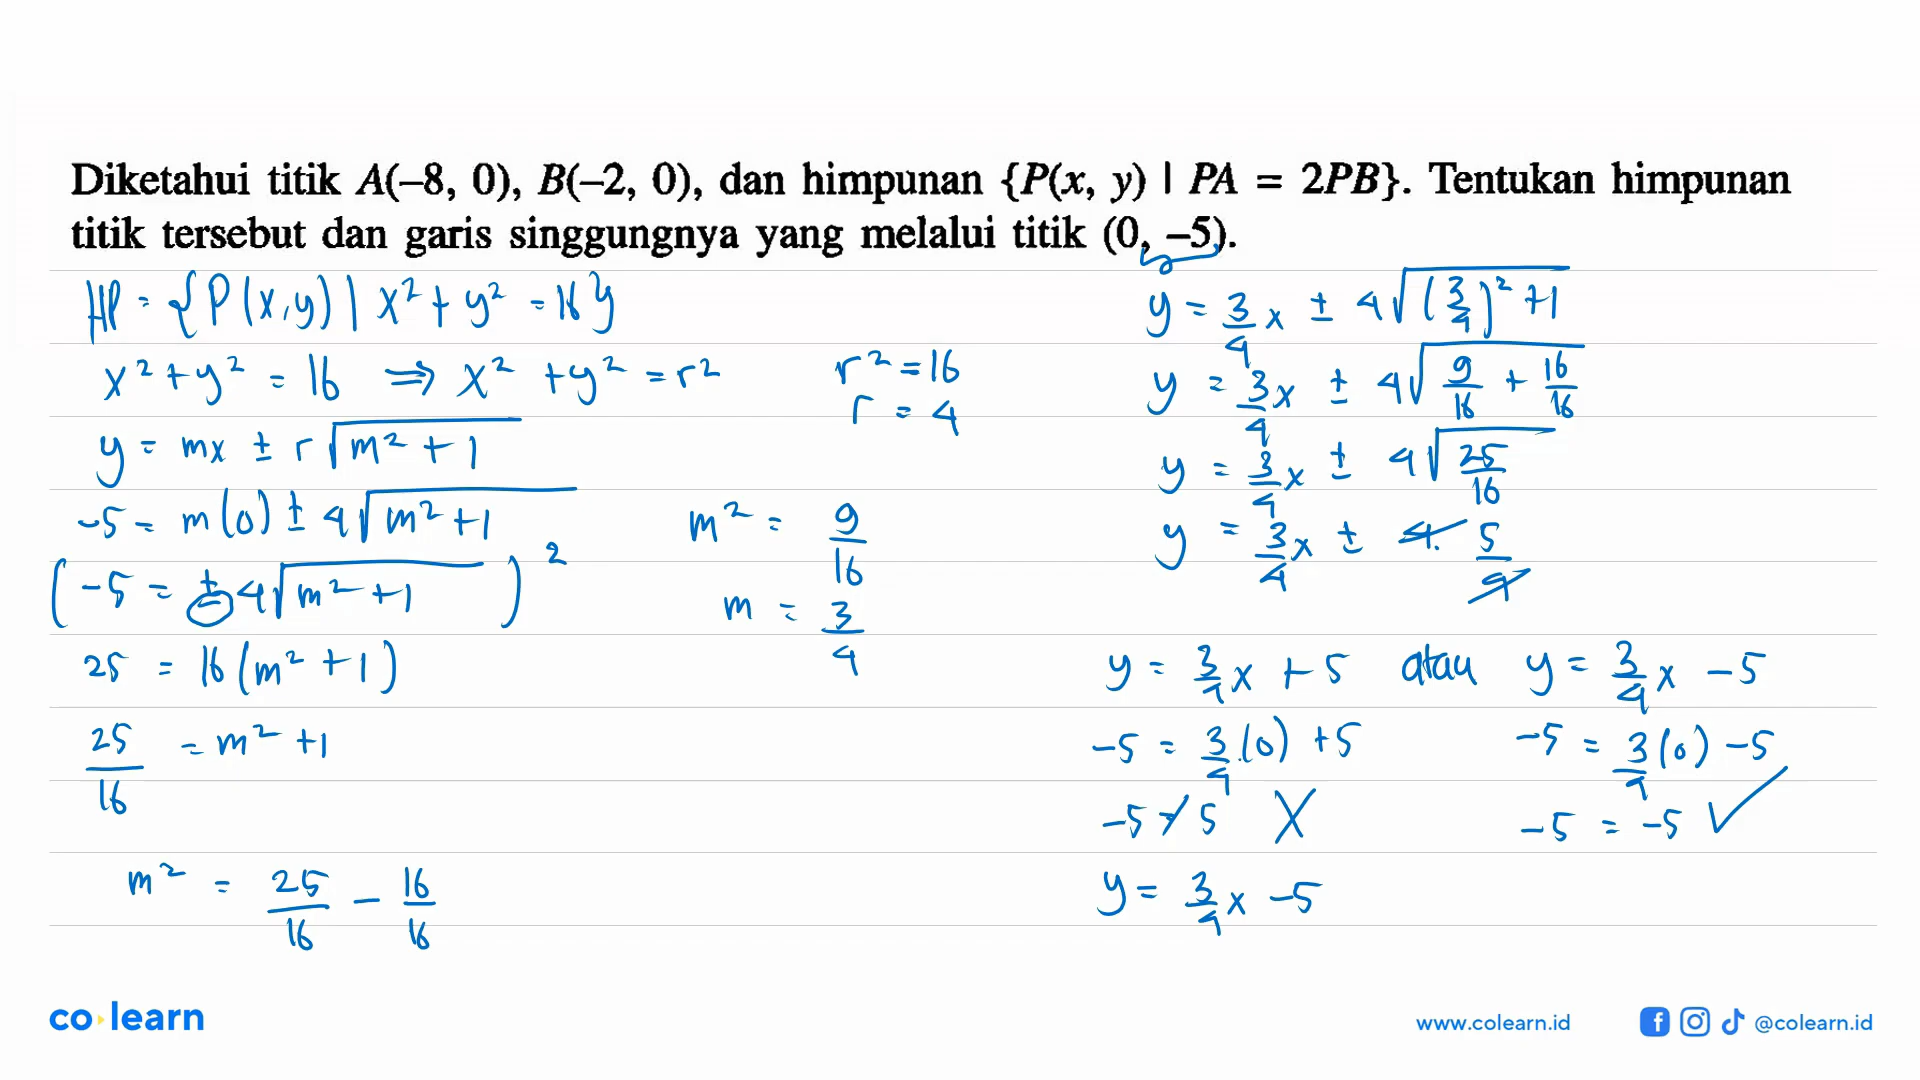 Diketahui titik A(–8, 0), B(–2, 0), dan himpunan {P(x, y) | PA = 2PB}. Tentukan himpunan
titik tersebut dan garis singgungnya yang melalui titik (0, –5).
HP = {P(x,y) | x² + y² = 16}
x² + y² = 16 ⇒ x² + y² = r²
r² = 16
r = 4
y = mx ± r√(m² + 1)
-5 = m(0) ± 4√(m² + 1)
(-5 = ± 4√(m² + 1))²
25 = 16(m² + 1)
25/16 = m² + 1
m² = 25/16 - 16/16
m² = 9/16
m = 3/4
y = 3/4 x ± 4√((3/4)² + 1)
y = 3/4 x ± 4√(9/16 + 16/16)
y = 3/4 x ± 4√(25/16)
y = 3/4 x ± 4. 5/4
y = 3/4 x + 5 atau y = 3/4 x - 5
-5 = 3/4.(0) + 5 -5 = 3/4(0) - 5
-5 ≠ 5 X -5 = -5 ✓
y = 3/4 x - 5
co learn
www.colearn.id
@colearn.id